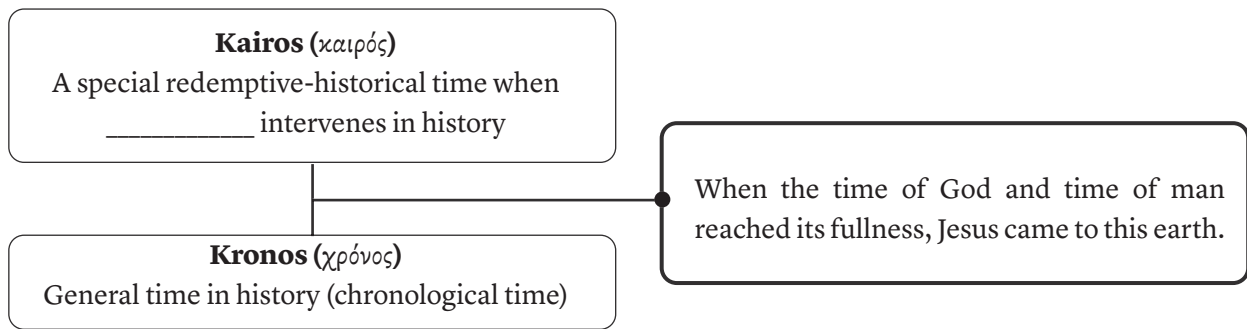 Kairos (καιρός)
A special redemptive-historical time when
_____________ intervenes in history
When the time of God and time of man
reached its fullness, Jesus came to this earth.
Kronos (χρόνος)
General time in history (chronological time)